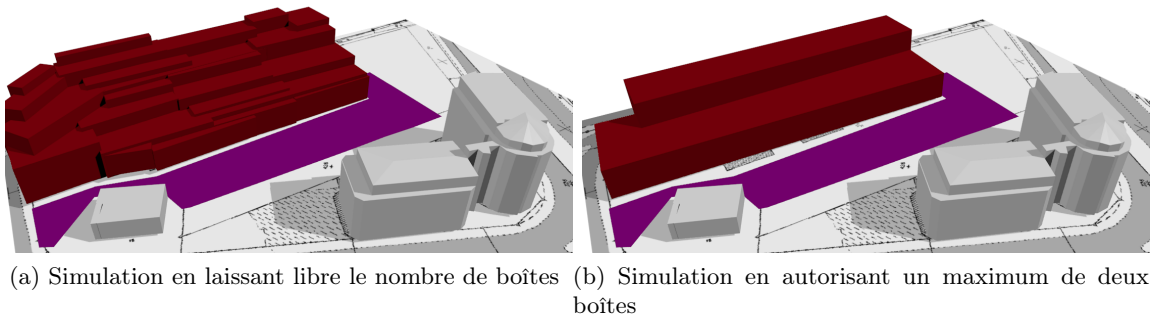 (a) Simulation en laissant libre le nombre de boîtes
(b) Simulation en autorisant un maximum de deux
boîtes